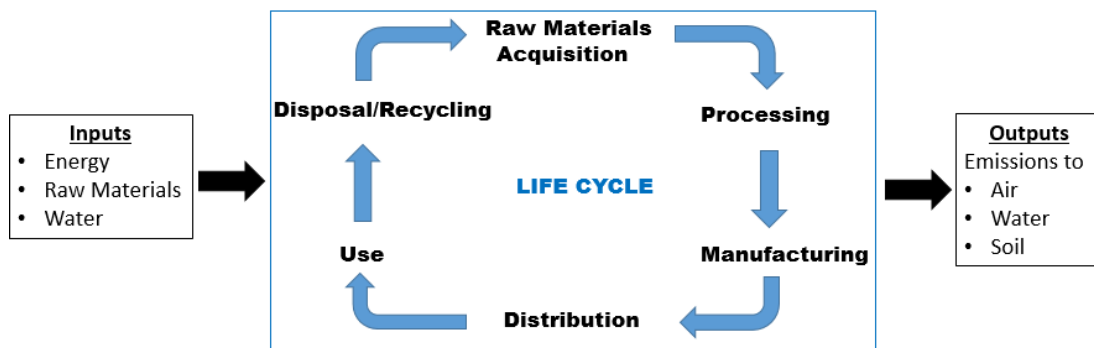 Inputs
• Energy
• Raw Materials
• Water
Raw Materials
Acquisition
Processing
Manufacturing
Distribution
Use
Disposal/Recycling
LIFE CYCLE
Outputs
Emissions to
• Air
• Water
• Soil